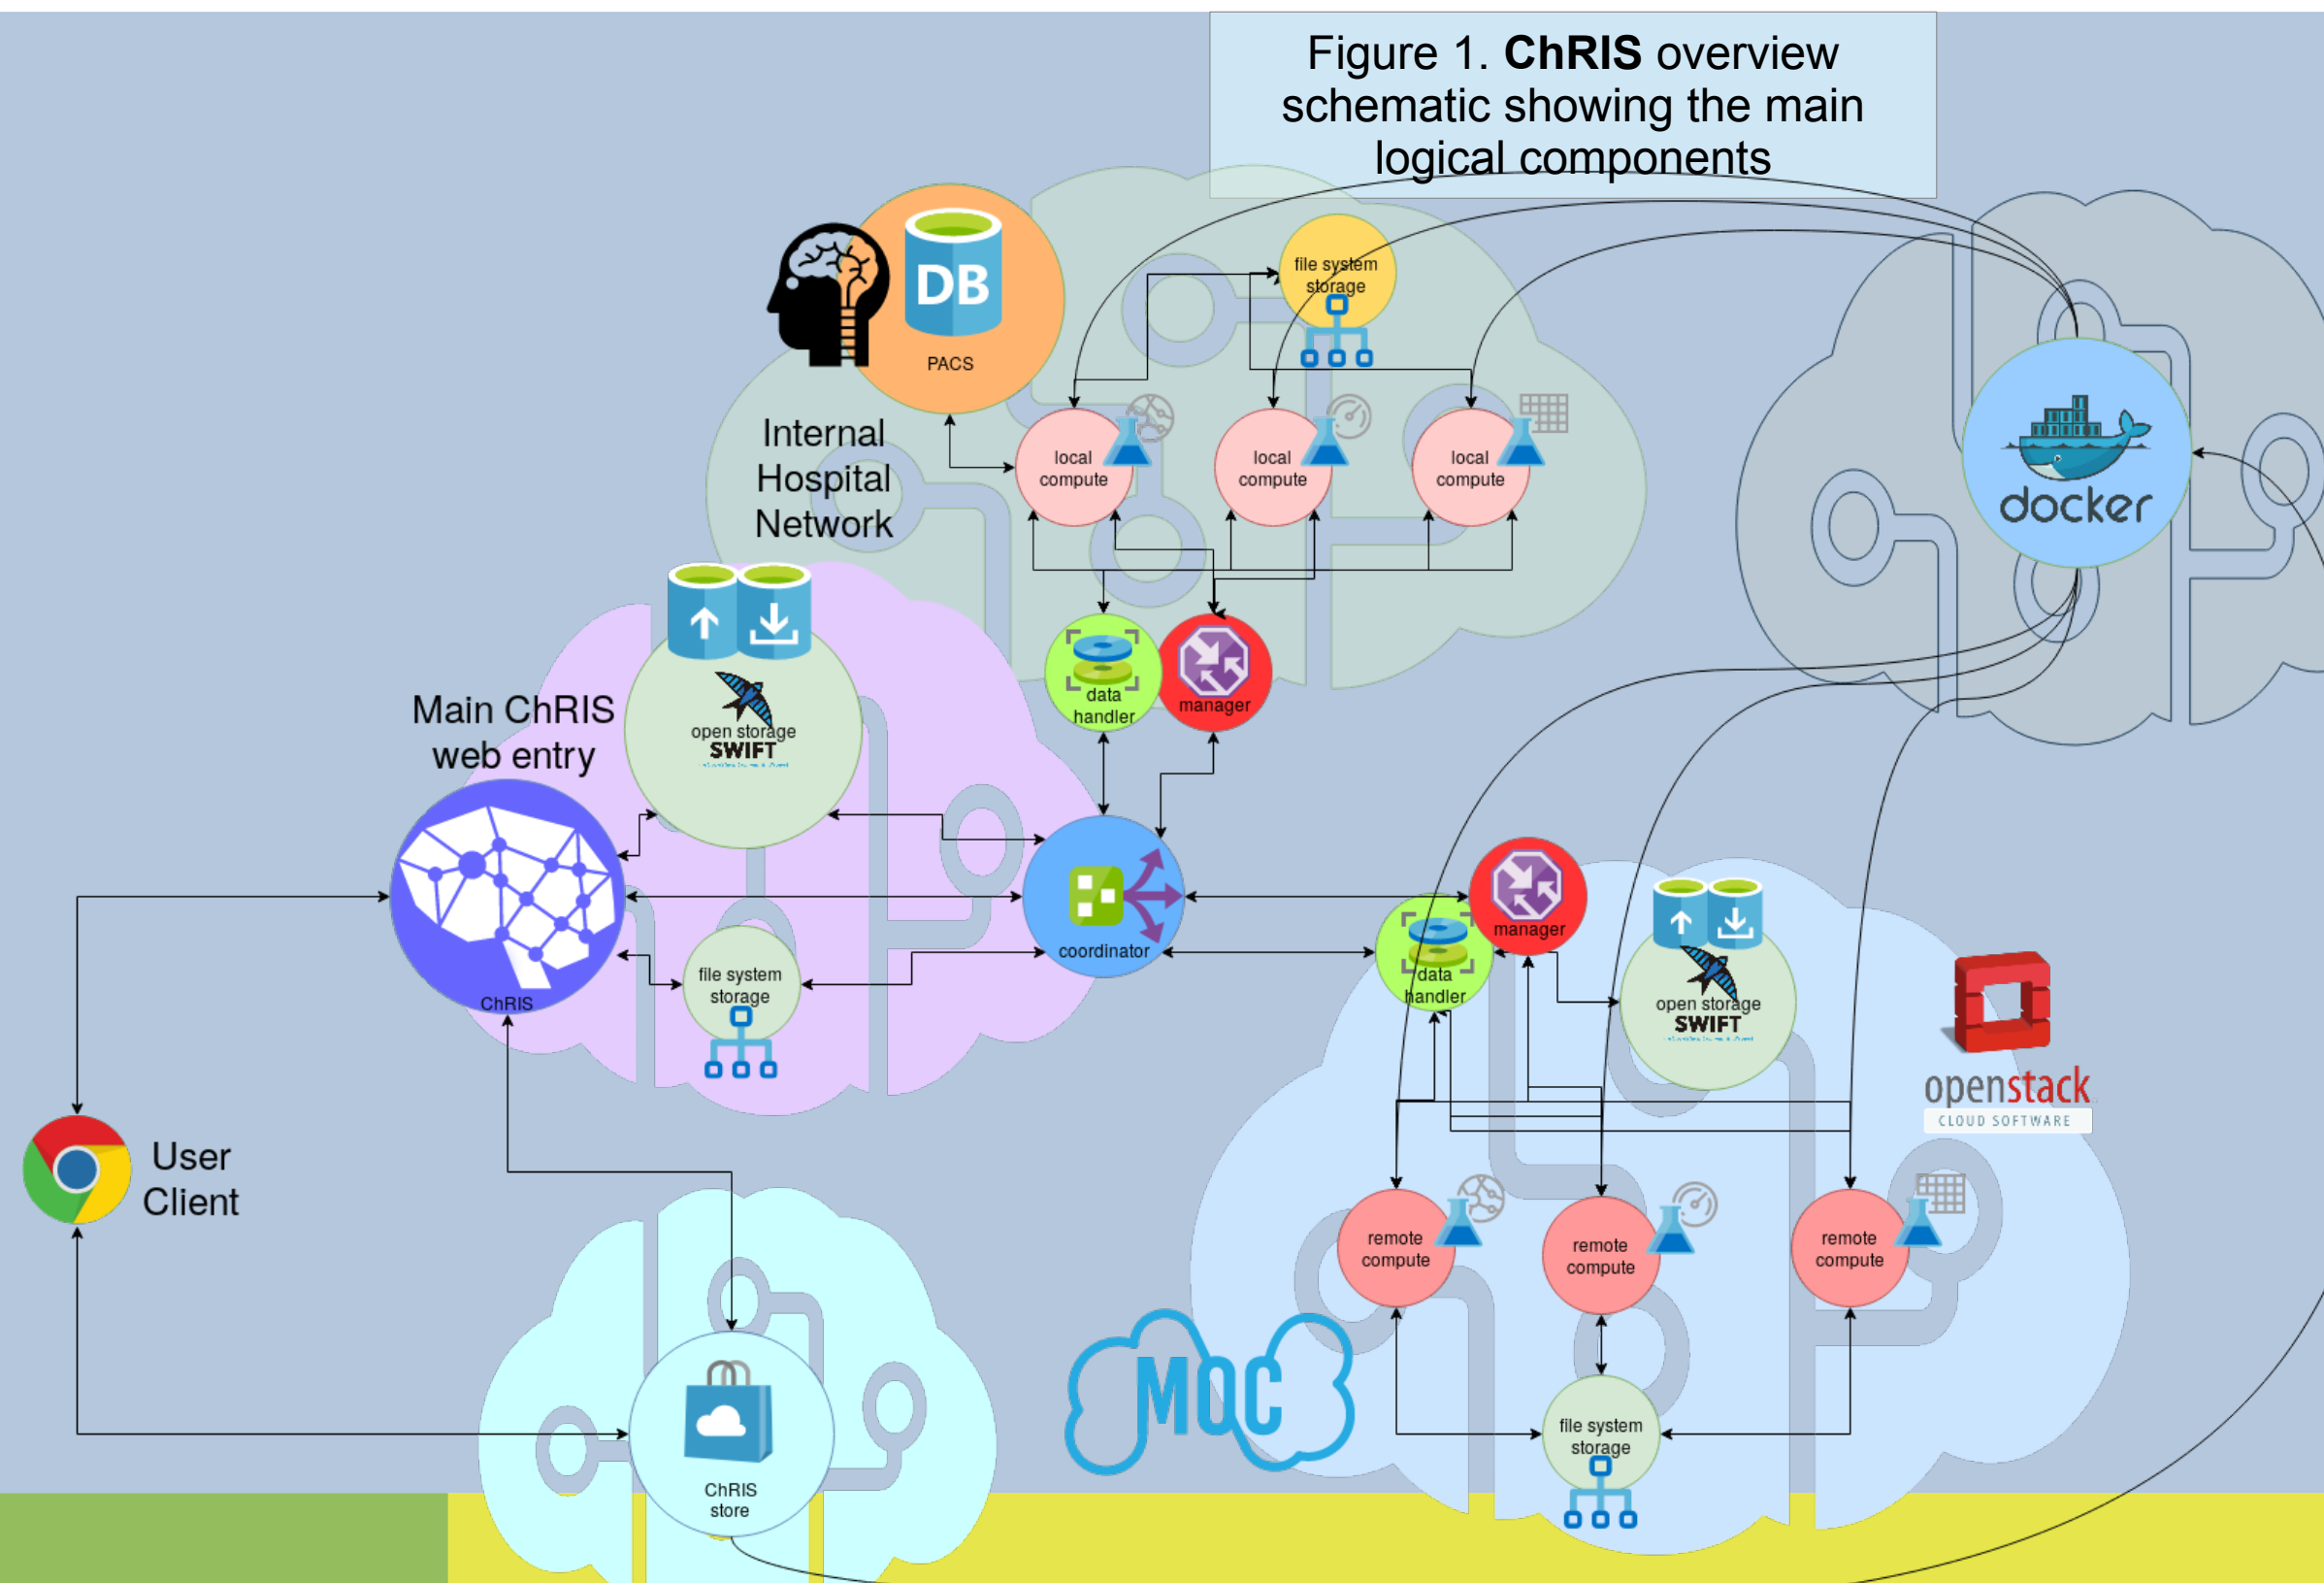 Figure 1. ChRIS overview
schematic showing the main
logical components
DB
PACS
file system
storage
Internal
Hospital
Network
local
compute
local
compute
local
compute
docker
data
handler
manager
Main ChRIS
web entry
open storage
SWIFT
ChRIS
file system
storage
coordinator
manager
data
handler
open storage
SWIFT
openstack
CLOUD SOFTWARE
User
Client
remote
compute
remote
compute
remote
compute
MOC
file system
storage
ChRIS
store